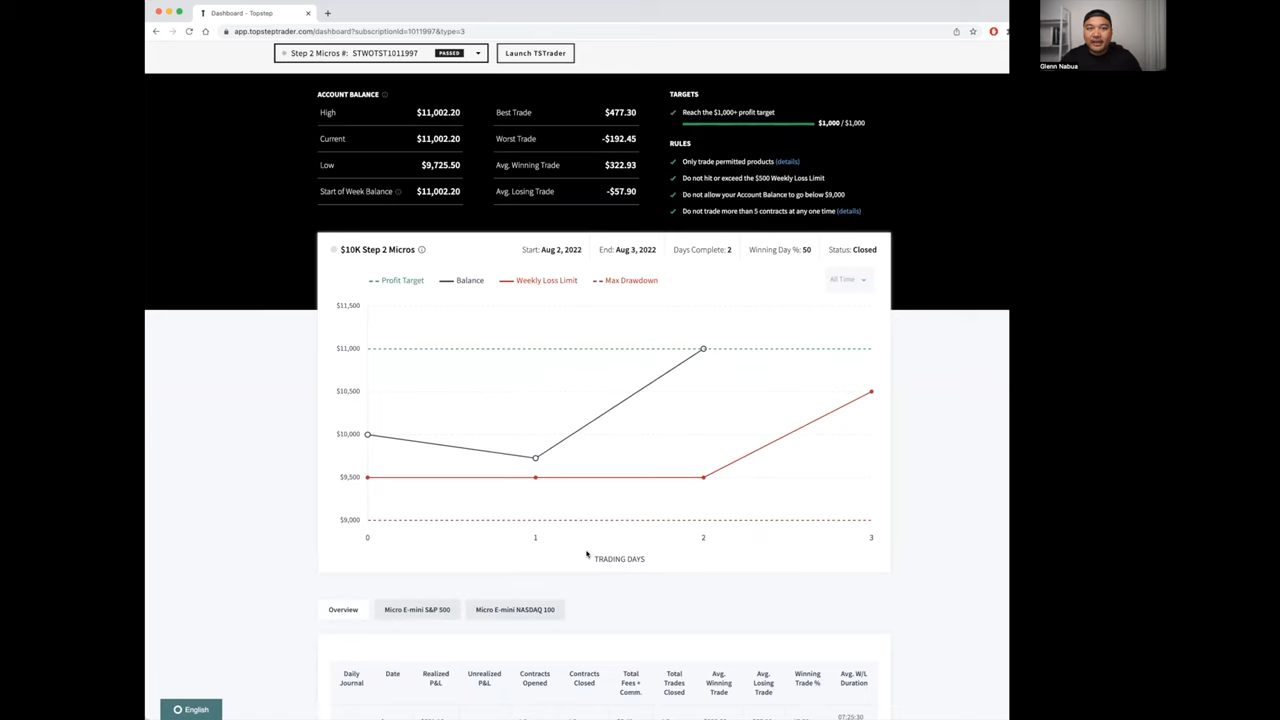 Dashboard - Topstep
app.topsteptrader.com/dashboard?subscriptionId=1011997&type=3
Glenn Nabua
Step 2 Micros #: STWOTST1011997 PASSED
Launch TSTrader
ACCOUNT BALANCE
High $11,002.20
Current $11,002.20
Low $9,725.50
Start of Week Balance $11,002.20
Best Trade $477.30
Worst Trade -$192.45
Avg. Winning Trade $322.93
Avg. Losing Trade -$57.90
TARGETS
Reach the $1,000+ profit target
$1,000 / $1,000
RULES
Only trade permitted products (details)
Do not hit or exceed the $500 Weekly Loss Limit
Do not allow your Account Balance to go below $9,000
Do not trade more than 5 contracts at any one time (details)
$10K Step 2 Micros
Start: Aug 2, 2022
End: Aug 3, 2022
Days Complete: 2
Winning Day %: 50
Status: Closed
Profit Target
Balance
Weekly Loss Limit
Max Drawdown
All Time
$11,500
$11,000
$10,500
$10,000
$9,500
$9,000
0 1 2 3
TRADING DAYS
Overview
Micro E-mini S&P 500
Micro E-mini NASDAQ 100
Daily Journal
Date
Realized P&L
Unrealized P&L
Contracts Opened
Contracts Closed
Total Fees + Comm.
Total Trades Closed
Avg. Winning Trade
Avg. Losing Trade
Winning Trade %
Avg. W/L Duration
07:25:30
English